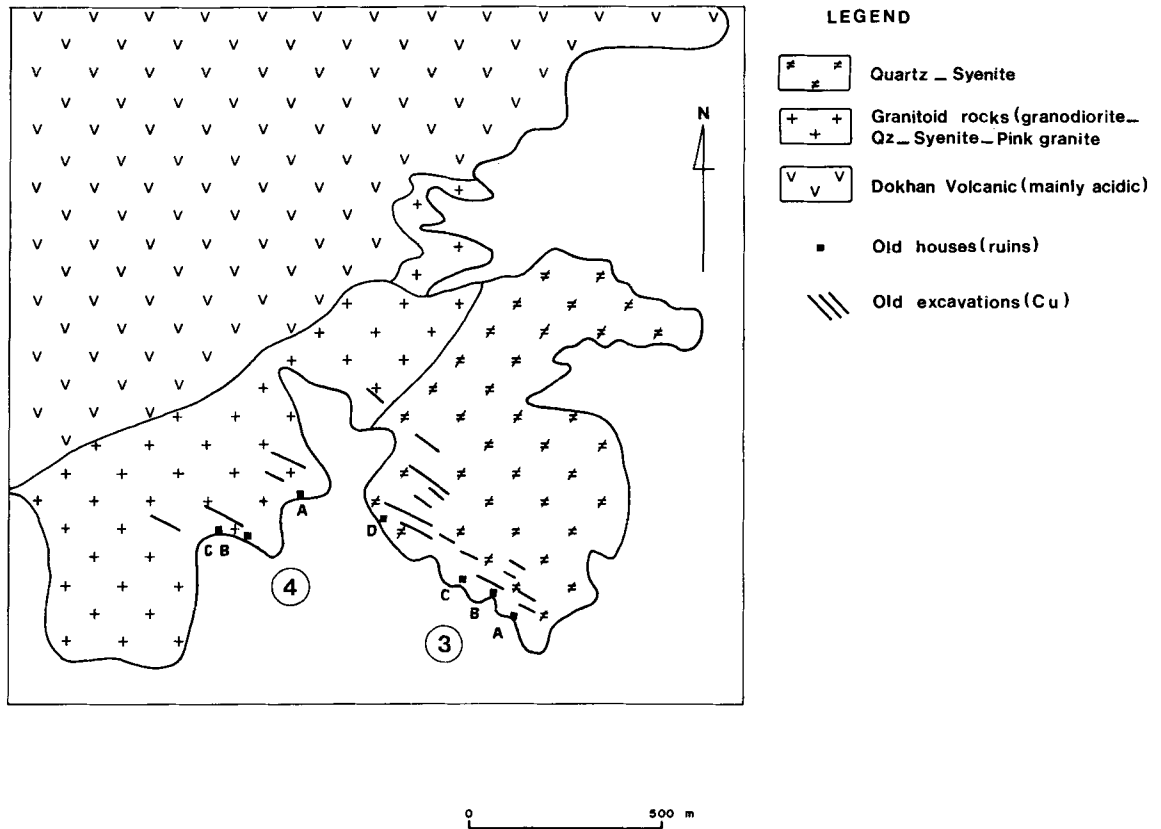 LEGEND
Quartz _ Syenite
Granitoid rocks (granodiorite_
Qz _ Syenite _ Pink granite
Dokhan Volcanic (mainly acidic)
Old houses (ruins)
Old excavations (Cu)
N
A
C B
4
D
C
B
A
3
0 500 m